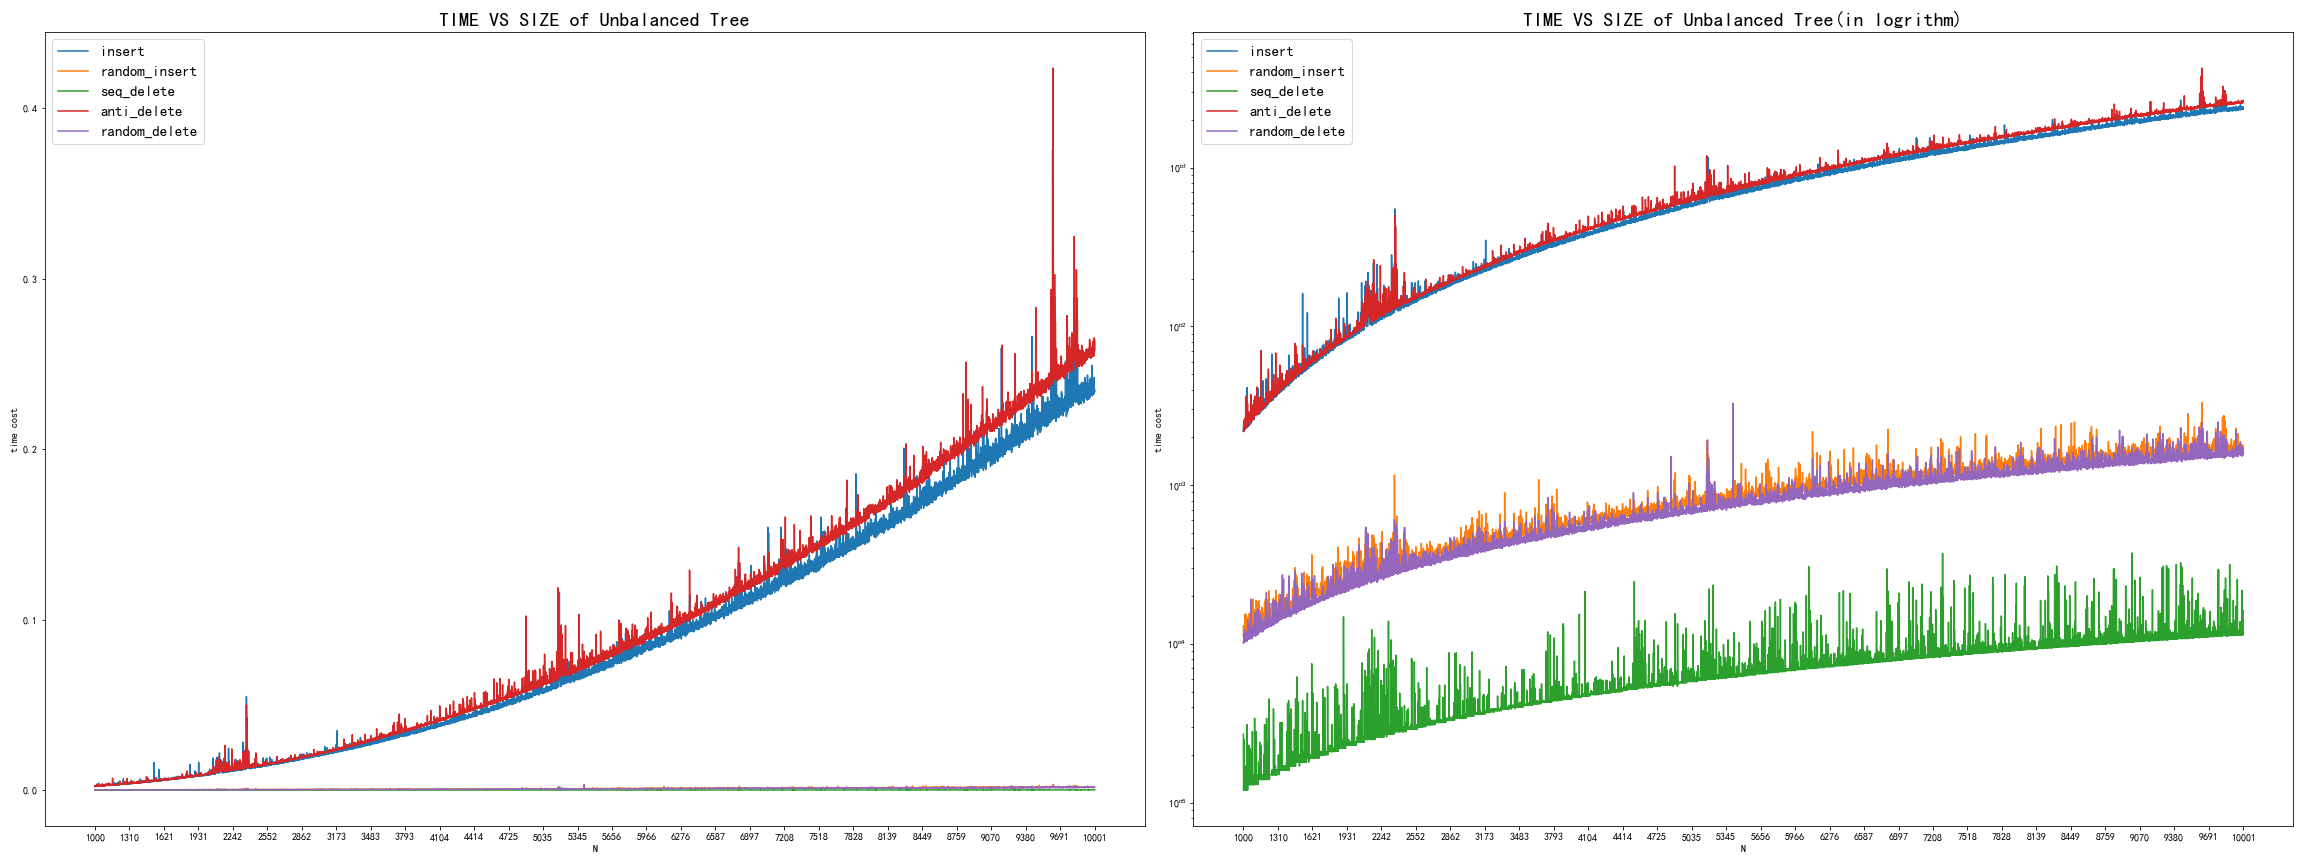 TIME VS SIZE of Unbalanced Tree
insert
random_insert
seq_delete
anti_delete
random_delete
time cost
0.4
0.3
0.2
0.1
0.0
1000 1310 1621 1931 2242 2552 2862 3173 3483 3793 4104 4414 4725 5035 5345 5656 5966 6276 6587 6897 7208 7518 7828 8139 8449 8759 9070 9380 9691 10001
N
TIME VS SIZE of Unbalanced Tree(in logrithm)
insert
random_insert
seq_delete
anti_delete
random_delete
time cost
1000 1310 1621 1931 2242 2552 2862 3173 3483 3793 4104 4414 4725 5035 5345 5656 5966 6276 6587 6897 7208 7518 7828 8139 8449 8759 9070 9380 9691 10001
N